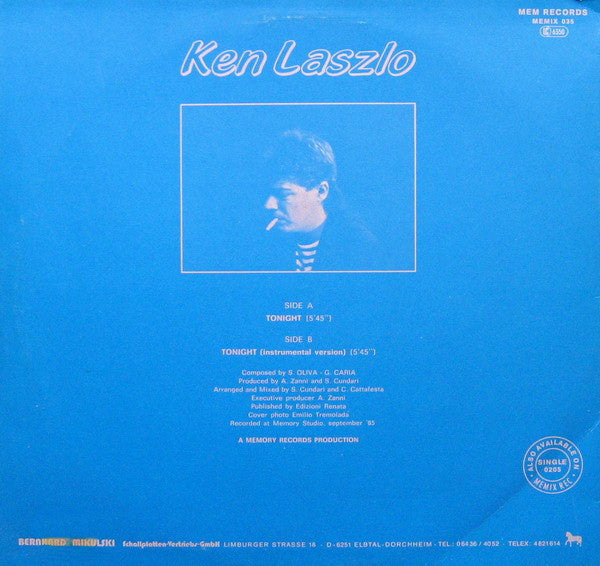 MEM RECORDS
MEMIX 035
LC 6356
Ken Laszlo
SIDE A
TONIGHT (5'45")
SIDE B
TONIGHT (instrumental version) (5'45")
Composed by S. OLIVA - G. CARIA
Produced by A. Zanni and S. Cundari
Arranged and Mixed by S. Cundari and C. Cattafesta
Executive producer A. Zanni
Published by Edizioni Renata
Cover photo Emilio Tremolada
Recorded at Memory Studio, september '85
A MEMORY RECORDS PRODUCTION
· ALSO AVAILABLE ON ·
SINGLE
0205
MEMIX REC
BERNHARD MIKULSKI Schallplatten-Vertriebs-GmbH LIMBURGER STRASSE 18 - D-6251 ELBTAL-DORCHHEIM - TEL: 06436 / 4052 - TELEX: 4821614